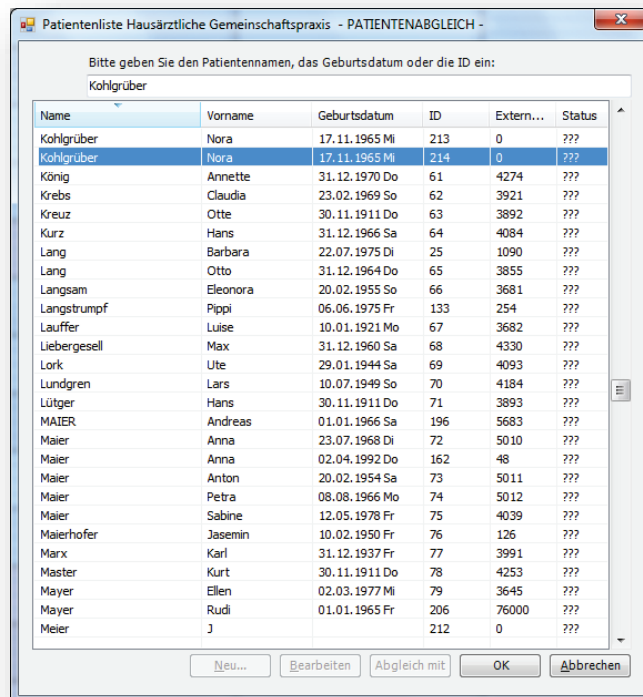 Patientenliste Hausärztliche Gemeinschaftspraxis - PATIENTENABGLEICH -
Bitte geben Sie den Patientennamen, das Geburtsdatum oder die ID ein:
Kohlgrüber
Name Vorname Geburtsdatum ID Extern... Status
Kohlgrüber Nora 17.11.1965 Mi 213 0 ???
Kohlgrüber Nora 17.11.1965 Mi 214 0 ???
König Annette 31.12.1970 Do 61 4274 ???
Krebs Claudia 23.02.1969 So 62 3921 ???
Kreuz Otte 30.11.1911 Do 63 3892 ???
Kurz Hans 31.12.1966 Sa 64 4084 ???
Lang Barbara 22.07.1975 Di 25 1090 ???
Lang Otto 31.12.1964 Do 65 3855 ???
Langsam Eleonora 20.02.1955 So 66 3681 ???
Langstrumpf Pippi 06.06.1975 Fr 133 254 ???
Lauffer Luise 10.01.1921 Mo 67 3682 ???
Liebergesell Max 31.12.1960 Sa 68 4330 ???
Lork Ute 29.01.1944 Sa 69 4093 ???
Lundgren Lars 10.07.1949 So 70 4184 ???
Lütger Hans 30.11.1911 Do 71 3893 ???
MAIER Andreas 01.01.1966 Sa 196 5683 ???
Maier Anna 23.07.1968 Di 72 5010 ???
Maier Anna 02.04.1992 Do 162 48 ???
Maier Anton 20.02.1954 Sa 73 5011 ???
Maier Petra 08.08.1966 Mo 74 5012 ???
Maier Sabine 12.05.1978 Fr 75 4039 ???
Maierhofer Jasemin 10.02.1950 Fr 76 126 ???
Marx Karl 31.12.1937 Fr 77 3991 ???
Master Kurt 30.11.1911 Do 78 4253 ???
Mayer Ellen 02.03.1977 Mi 79 3645 ???
Mayer Rudi 01.01.1965 Fr 206 76000 ???
Meier J 212 0 ???
Neu... Bearbeiten Abgleich mit OK Abbrechen